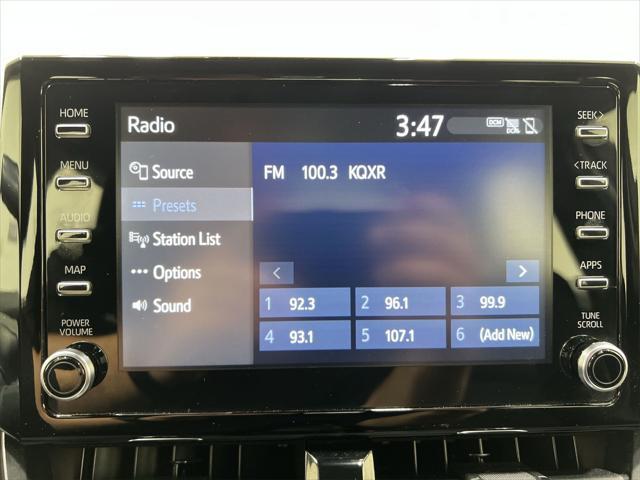 HOME
MENU
AUDIO
MAP
POWER
VOLUME
Radio
3:47
DCM
DCM
Source
Presets
Station List
Options
Sound
FM 100.3 KQXR
< >
1 92.3 2 96.1 3 99.9
4 93.1 5 107.1 6 (Add New)
SEEK>
<TRACK
PHONE
APPS
TUNE
SCROLL